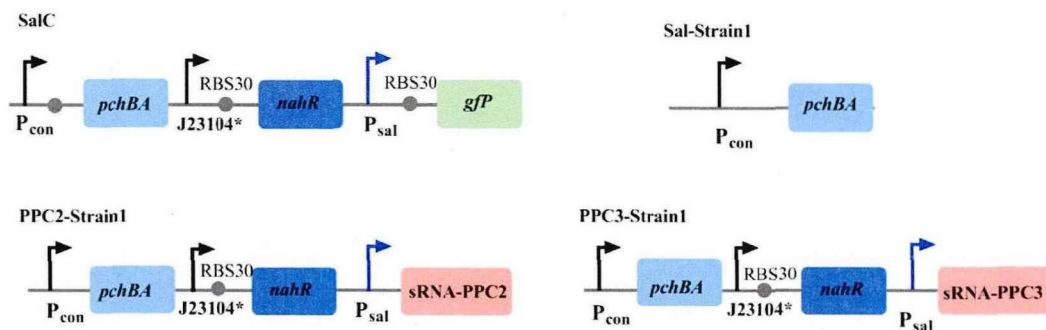 SalC
RBS30
RBS30
pchBA
nahR
gfP
Pcon
J23104*
Psal
Sal-Strain1
pchBA
Pcon
PPC2-Strain1
RBS30
pchBA
nahR
sRNA-PPC2
Pcon
J23104*
Psal
PPC3-Strain1
RBS30
pchBA
nahR
sRNA-PPC3
Pcon
J23104*
Psal